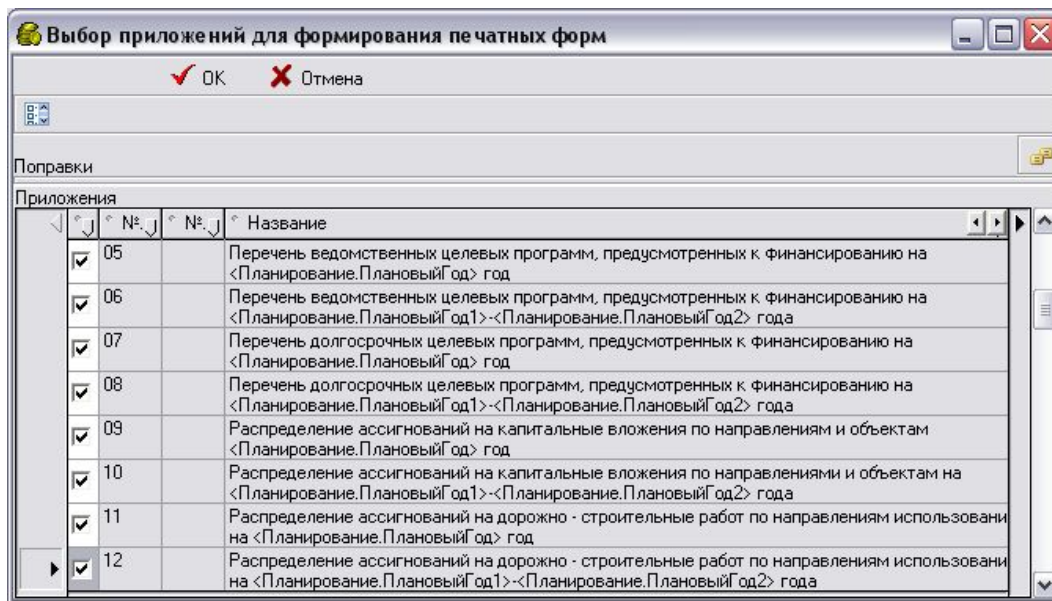 Выбор приложений для формирования печатных форм
ОК Отмена
Поправки
Приложения
№. №. Название
05 Перечень ведомственных целевых программ, предусмотренных к финансированию на
<Планирование.ПлановыйГод> год
06 Перечень ведомственных целевых программ, предусмотренных к финансированию на
<Планирование.ПлановыйГод1>-<Планирование.ПлановыйГод2> года
07 Перечень долгосрочных целевых программ, предусмотренных к финансированию на
<Планирование.ПлановыйГод> год
08 Перечень долгосрочных целевых программ, предусмотренных к финансированию на
<Планирование.ПлановыйГод1>-<Планирование.ПлановыйГод2> года
09 Распределение ассигнований на капитальные вложения по направлениям и объектам
<Планирование.ПлановыйГод> год
10 Распределение ассигнований на капитальные вложения по направлениями и объектам на
<Планирование.ПлановыйГод1>-<Планирование.ПлановыйГод2> года
11 Распределение ассигнований на дорожно - строительные работ по направлениям использовани
на <Планирование.ПлановыйГод> год
12 Распределение ассигнований на дорожно - строительные работ по направлениям использовани
на <Планирование.ПлановыйГод1>-<Планирование.ПлановыйГод2> года